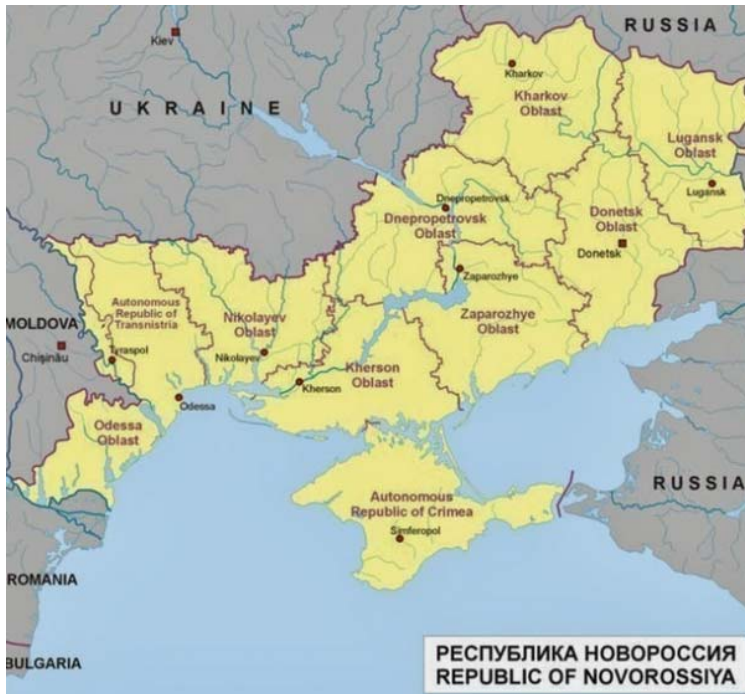 RUSSIA
Kiev
UKRAINE
Kharkov
Kharkov
Oblast
Lugansk
Oblast
Lugansk
Dnepropetrovsk
Dnepropetrovsk
Oblast
Donetsk
Oblast
Donetsk
Zaparozhye
Zaparozhye
Oblast
Autonomous
Republic of
Transnistria
Nikolayev
Oblast
Nikolayev
MOLDOVA
Chişinău
Tyraspol
Kherson
Oblast
Kherson
Odessa
Odessa
Oblast
RUSSIA
Autonomous
Republic of Crimea
Simferopol
ROMANIA
BULGARIA
РЕСПУБЛИКА НОВОРОССИЯ
REPUBLIC OF NOVOROSSIYA